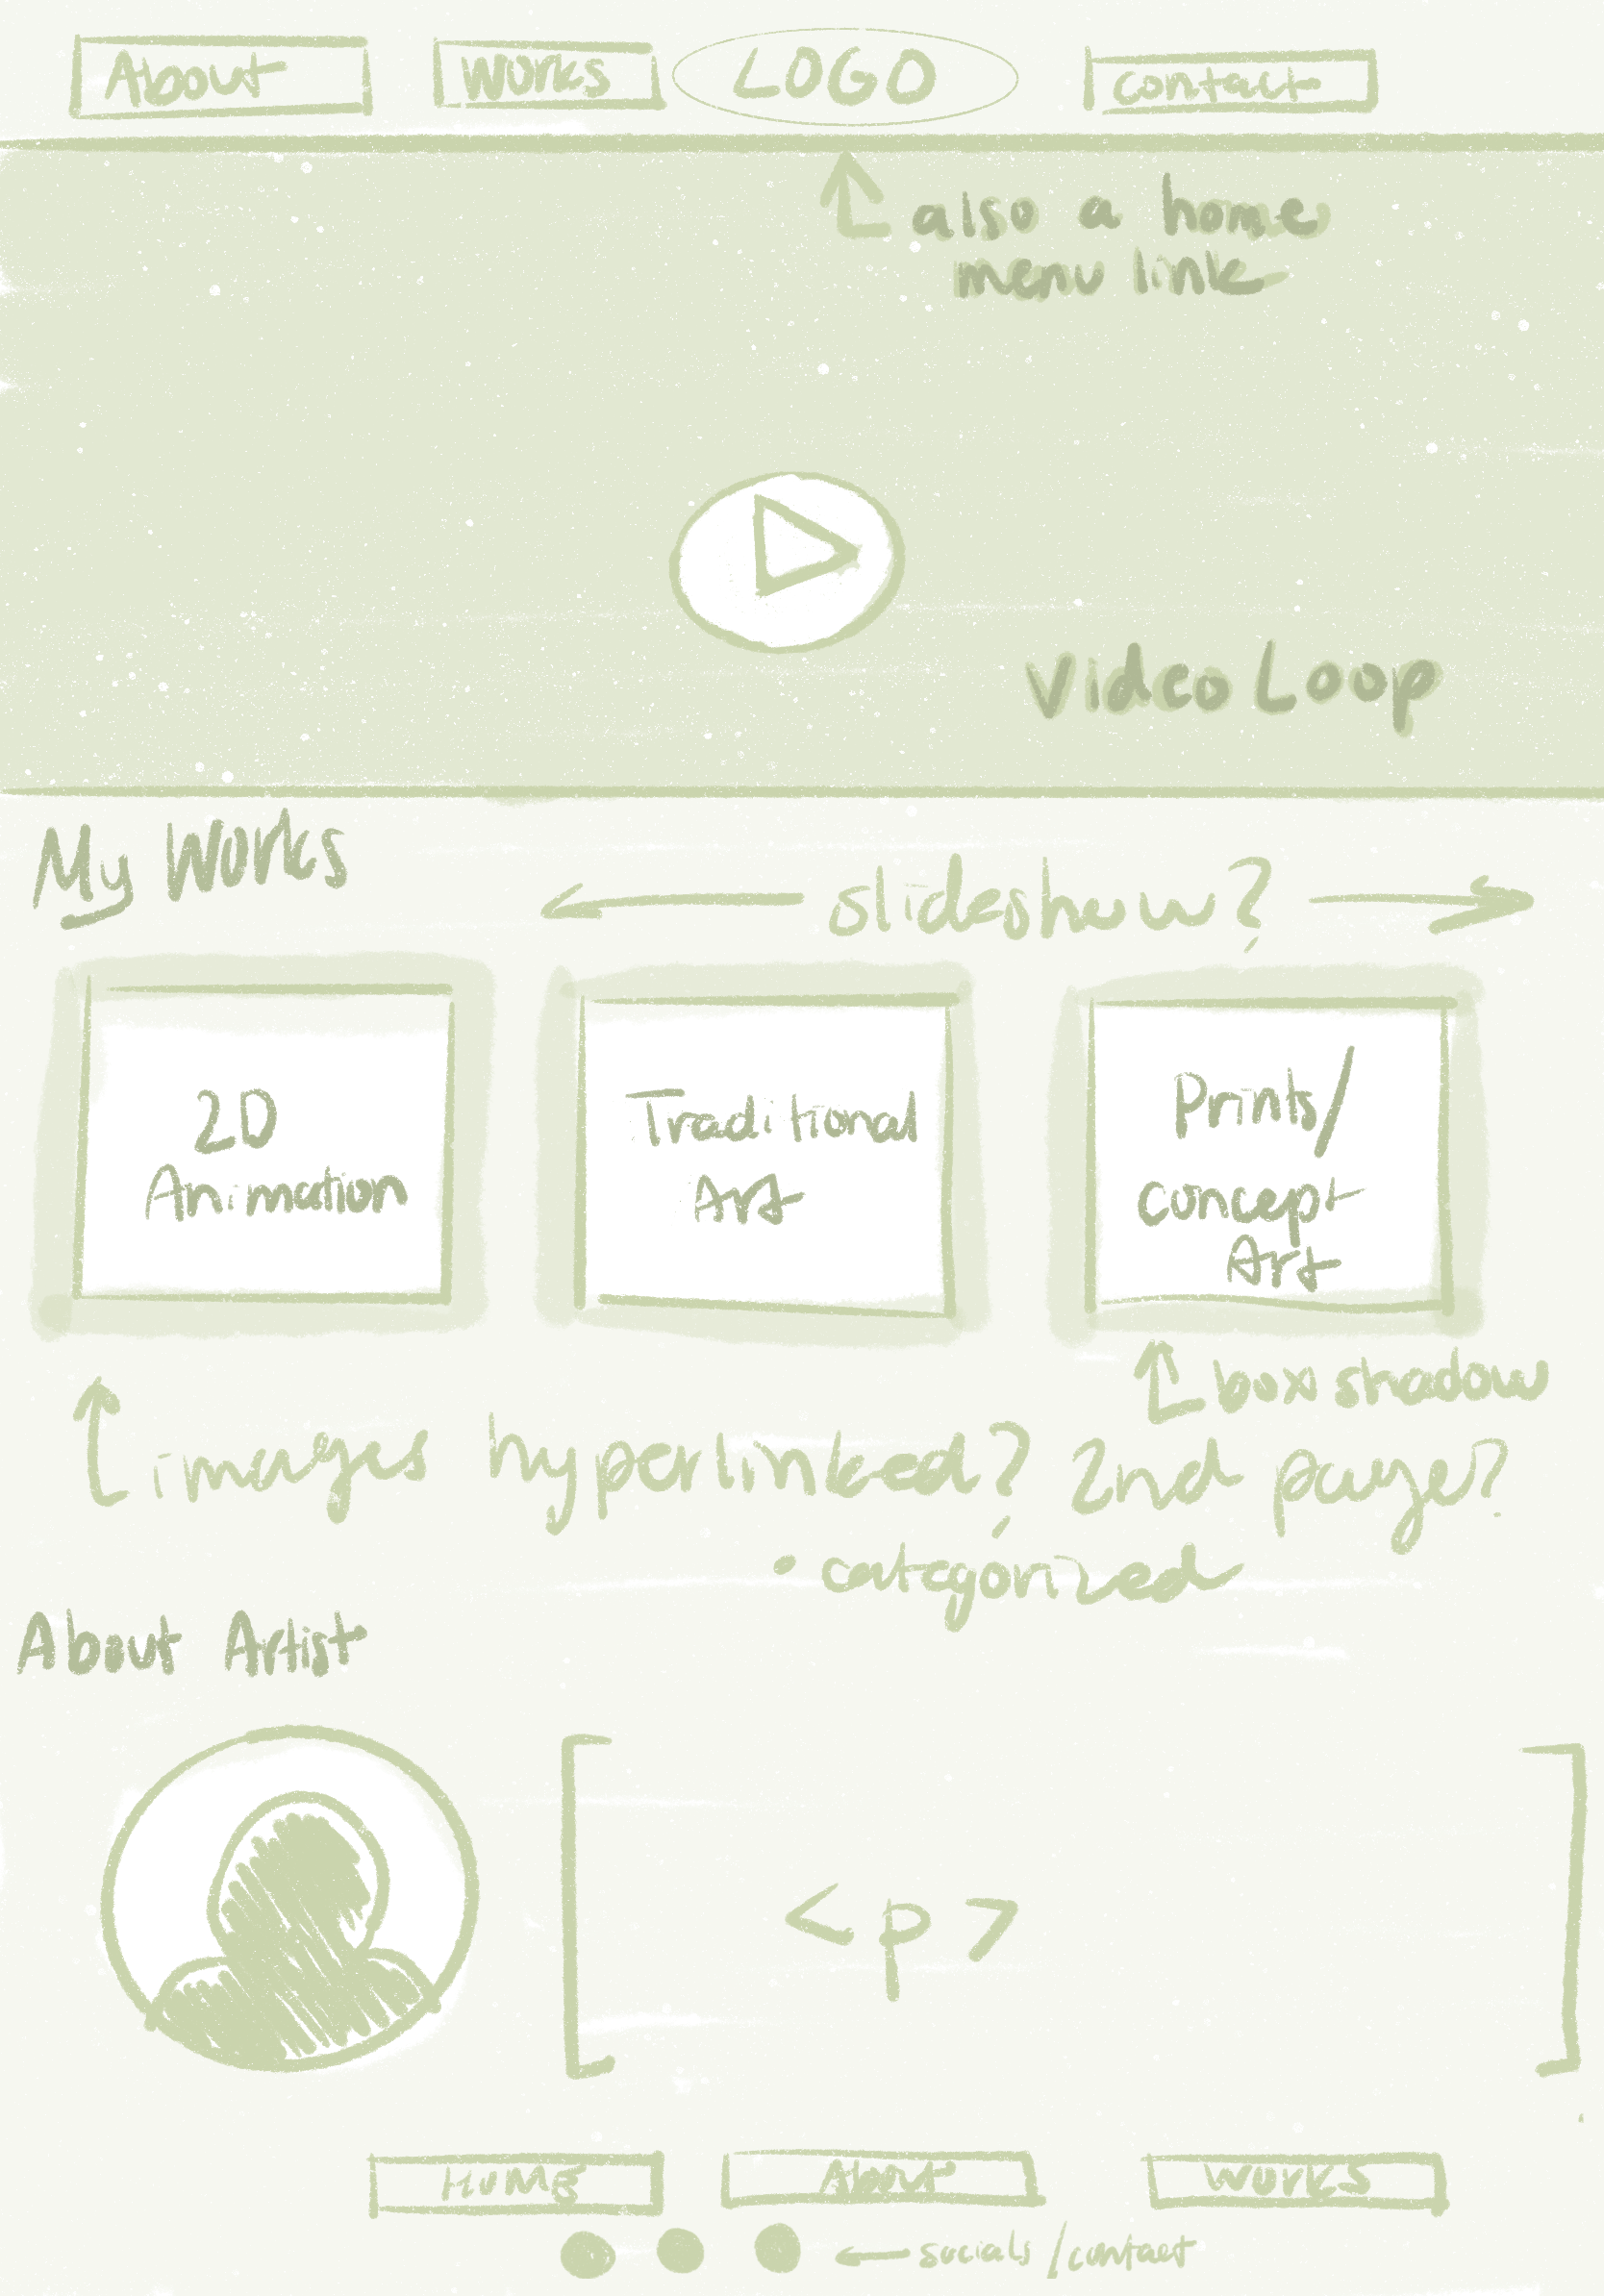 About Works LOGO contact
also a home
menu link
Video Loop
My Works
slideshow?
2D
Animation
Traditional
Art
Prints/
concept
Art
box shadow
images hyperlinked? 2nd page?
• categorized
About Artist
<p>
HOME About WORKS
socials/contact